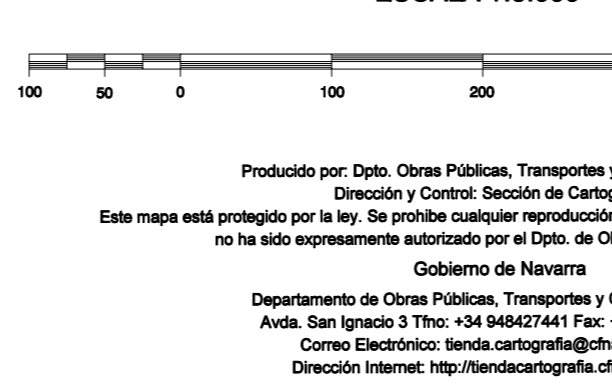 100 50 0 100 200
Producido por: Dpto. Obras Públicas, Transportes y
Dirección y Control: Sección de Cartog
Este mapa está protegido por la ley. Se prohibe cualquier reproducción
no ha sido expresamente autorizado por el Dpto. de O
Gobierno de Navarra
Departamento de Obras Públicas, Transportes y C
Avda. San Ignacio 3 Tfno: +34 948427441 Fax: +
Correo Electrónico: tienda.cartografia@cfn
Dirección Internet: http://tiendacartografia.cf